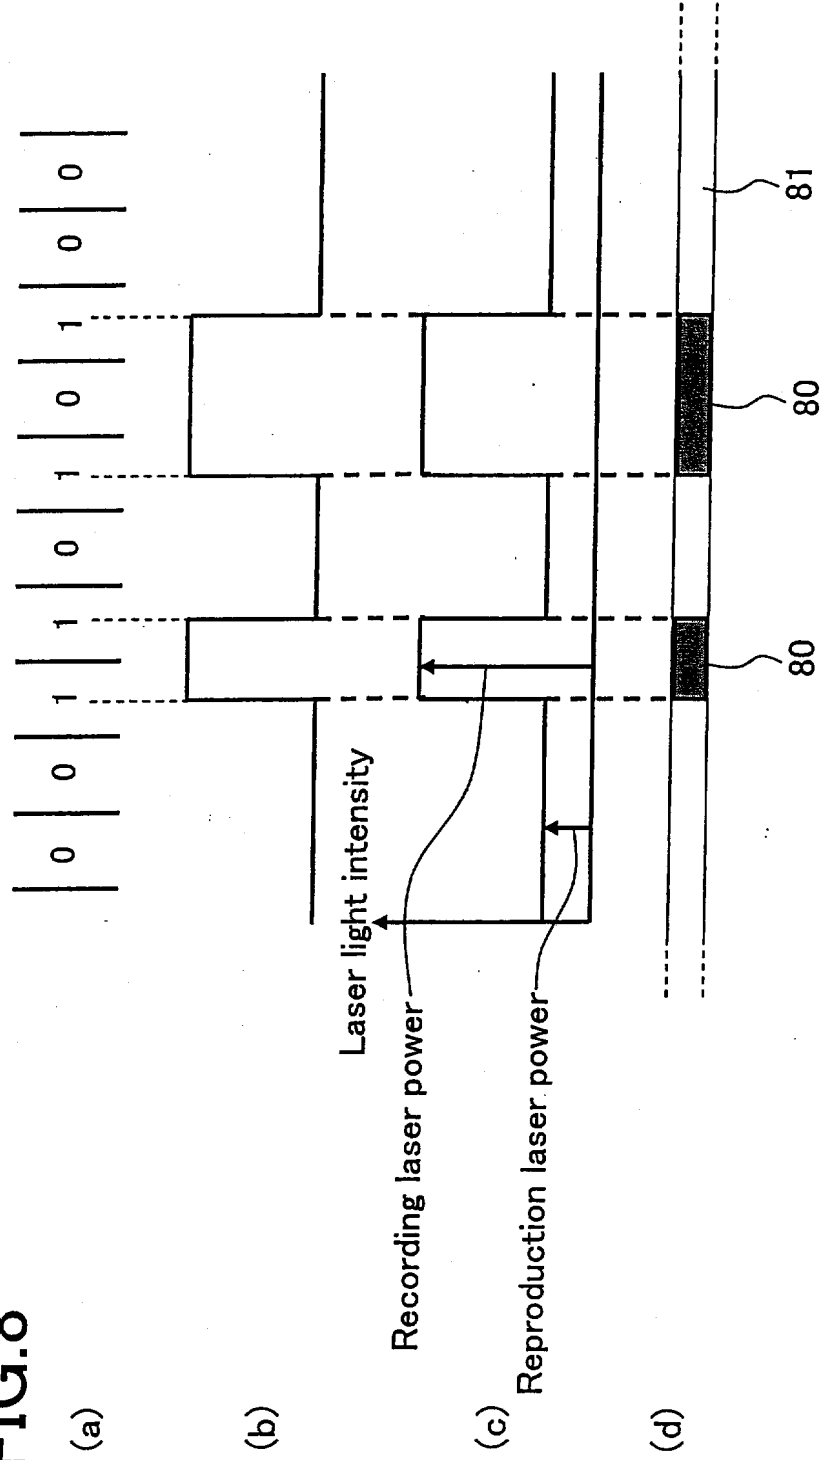 FIG.8
(a) 0 0 1 1 0 1 0 1 0 0
(b)
Laser light intensity
(c)
Recording laser power
Reproduction laser power
(d)
80 80 81